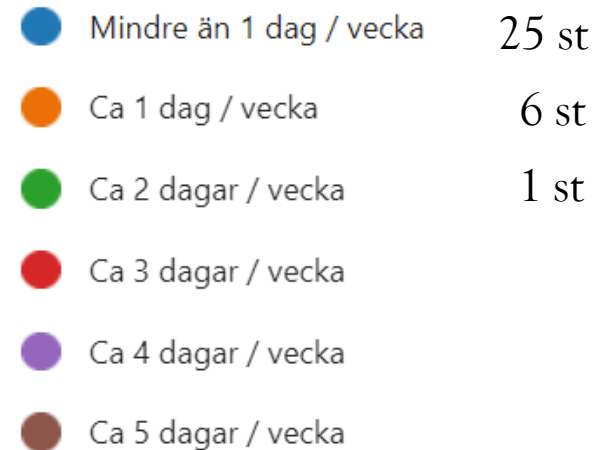 Mindre än 1 dag / vecka 25 st
Ca 1 dag / vecka 6 st
Ca 2 dagar / vecka 1 st
Ca 3 dagar / vecka
Ca 4 dagar / vecka
Ca 5 dagar / vecka